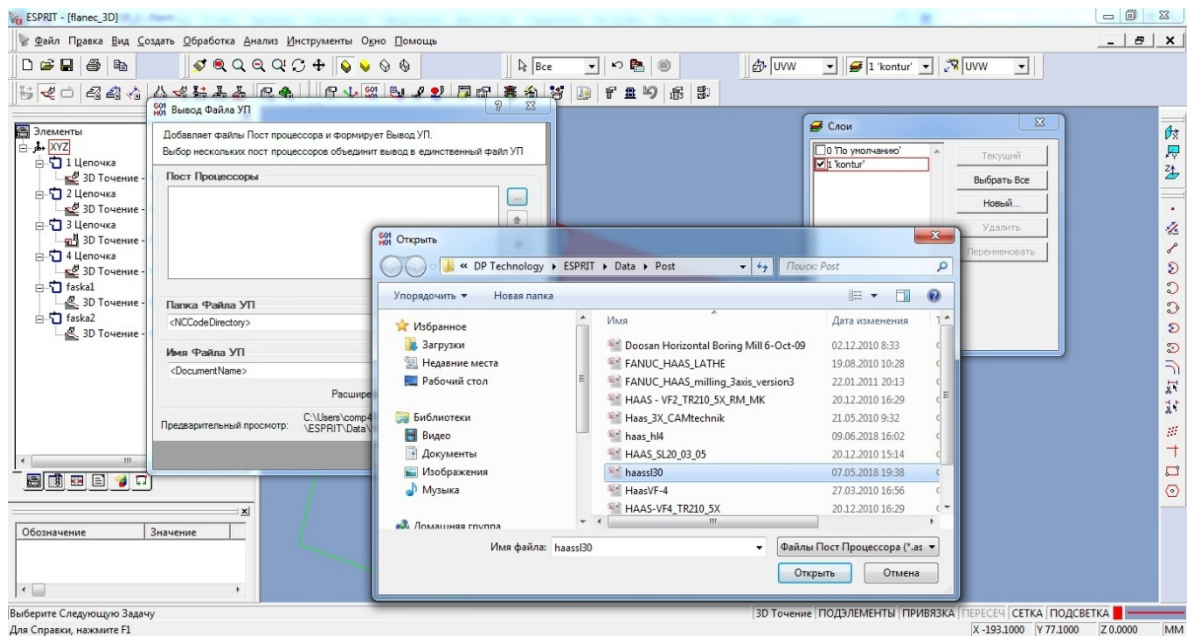 ESPRIT - [flanec_3D]
Файл Правка Вид Создать Обработка Анализ Инструменты Окно Помощь
Все
UVW
1 'kontur'
UVW
Элементы
XYZ
1 Цепочка
3D Точение -
2 Цепочка
3D Точение -
3 Цепочка
3D Точение -
4 Цепочка
3D Точение -
faska1
3D Точение -
faska2
3D Точение -
Обозначение Значение
Вывод Файла УП
Добавляет файлы Пост процессора и формирует Вывод УП.
Выбор нескольких пост процессоров объединит вывод в единственный файл УП
Пост Процессоры
...
Папка Файла УП
<NCCodeDirectory>
Имя Файла УП
<DocumentName>
Расшире
Предварительный просмотр:
C:\Users\comp4
\ESPRIT\Data\
Слои
0 'По умолчанию'
1 'kontur'
Текущий
Выбрать Все
Новый...
Удалить
Переименовать
Открыть
« DP Technology ▸ ESPRIT ▸ Data ▸ Post
Поиск: Post
Упорядочить Новая папка
Избранное
Загрузки
Недавние места
Рабочий стол
Библиотеки
Видео
Документы
Изображения
Музыка
Домашняя группа
Имя Дата изменения
Doosan Horizontal Boring Mill 6-Oct-09 02.12.2010 8:33
FANUC_HAAS_LATHE 19.08.2010 10:28
FANUC_HAAS_milling_3axis_version3 22.01.2011 20:13
HAAS - VF2_TR210_5X_RM_MK 20.12.2010 16:29
Haas_3X_CAMtechnik 21.05.2010 9:32
haas_hl4 09.06.2018 16:02
HAAS_SL20_03_05 20.12.2010 15:14
haassl30 07.05.2018 19:38
HaasVF-4 27.03.2010 16:56
HAAS-VF4_TR210_5X 20.12.2010 16:29
Имя файла: haassl30
Файлы Пост Процессора (*.as
Открыть Отмена
Выберите Следующую Задачу
3D Точение ПОДЭЛЕМЕНТЫ ПРИВЯЗКА ПЕРЕСЕЧ СЕТКА ПОДСВЕТКА
Для Справки, нажмите F1
X -193.1000 Y 77.1000 Z 0.0000 MM